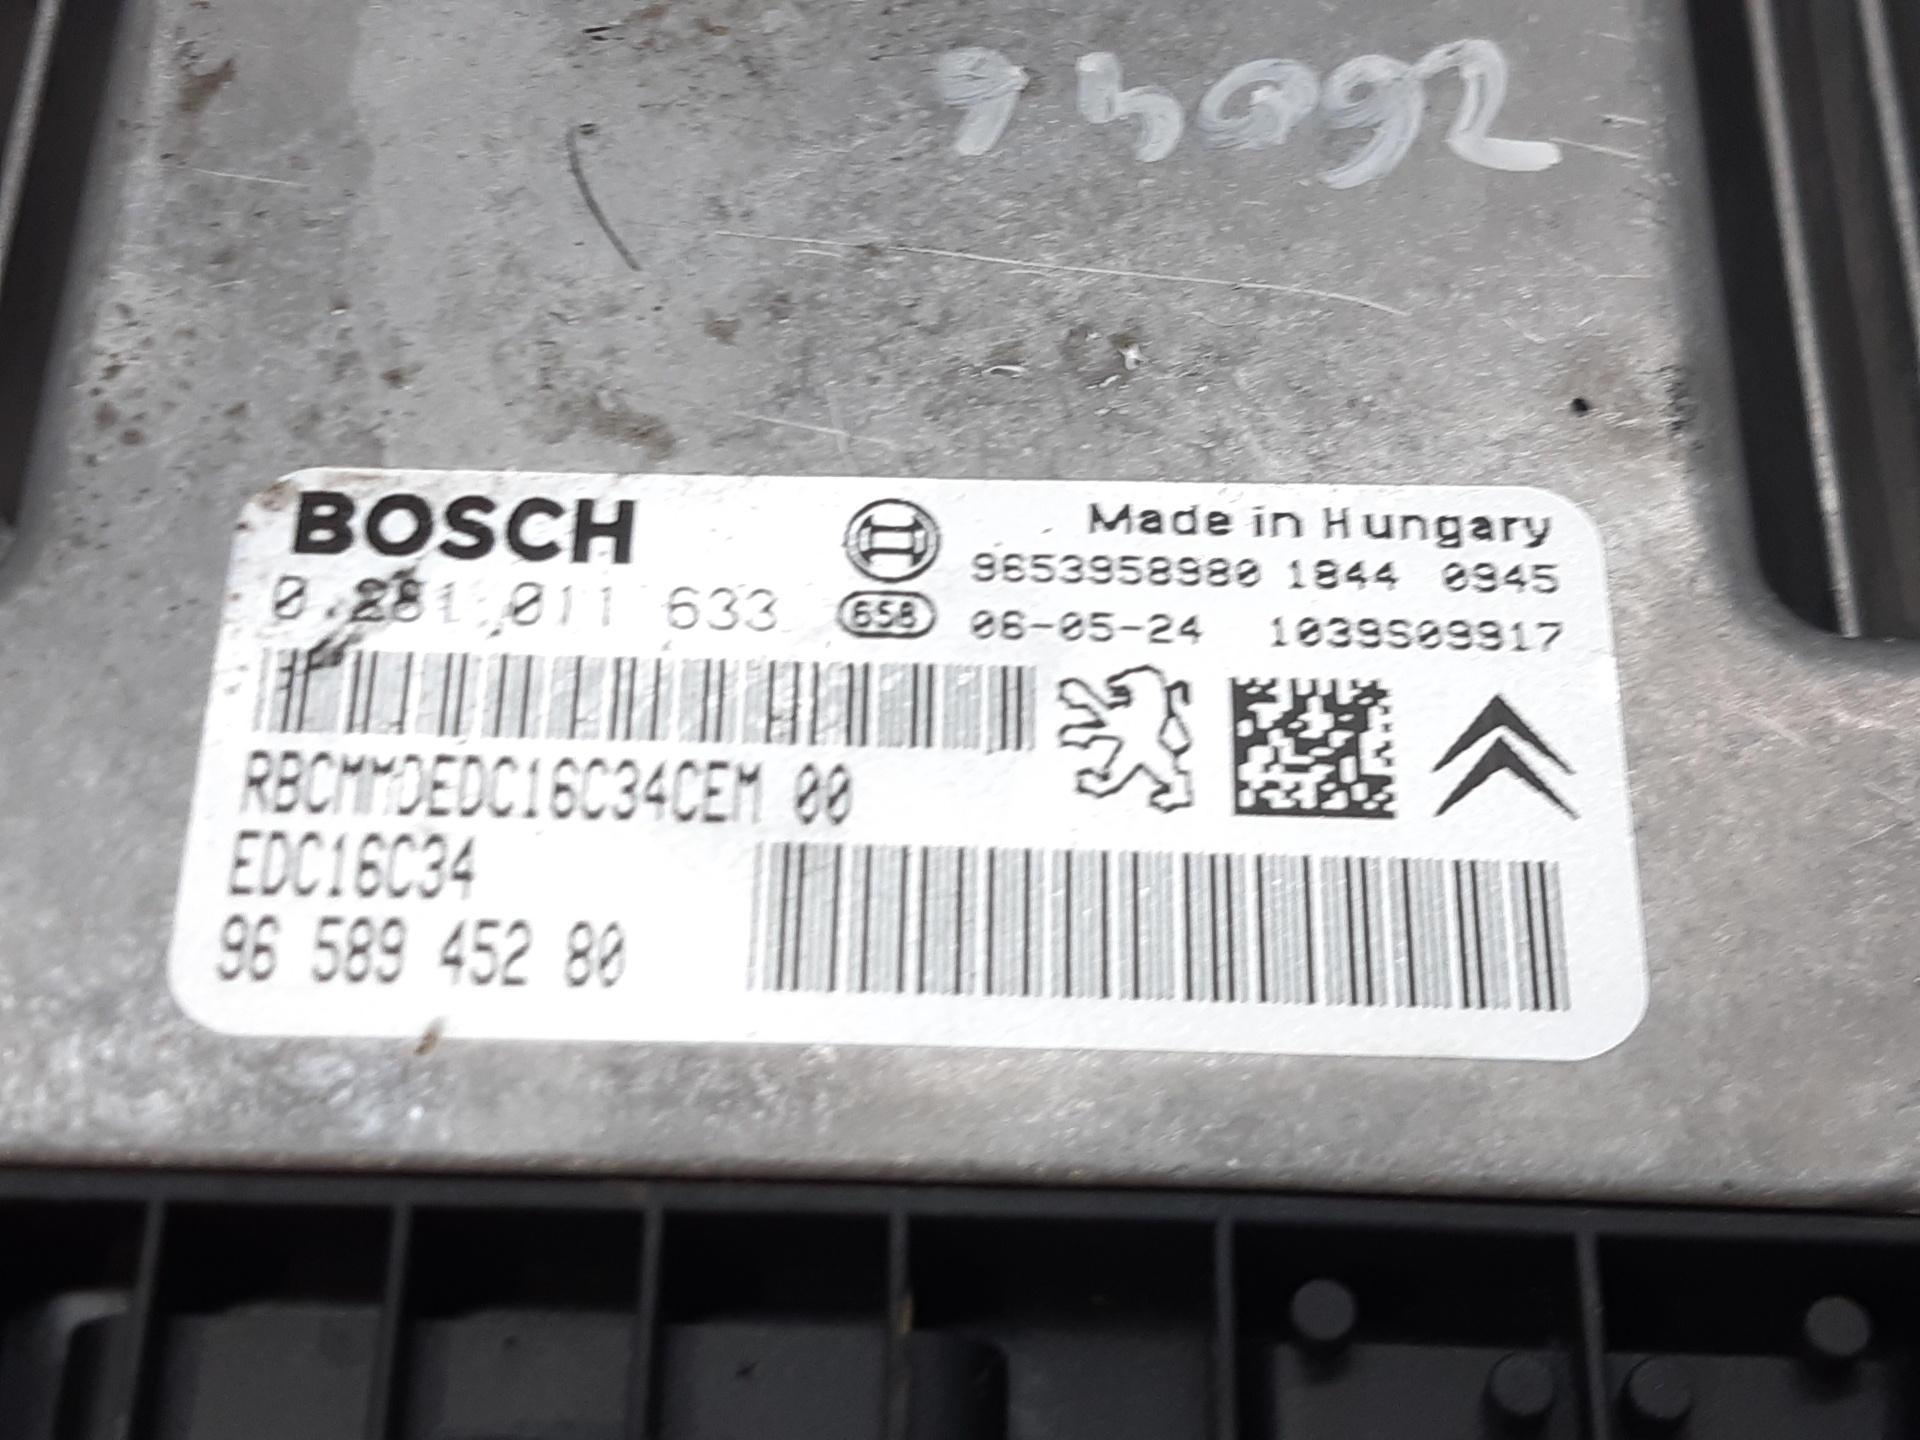 BOSCH
Made in Hungary
9653958980 1844 0945
0 281 011 633
658
06-05-24 1039S09917
RBCMMDEDC16C34CEM 00
EDC16C34
96 589 452 80